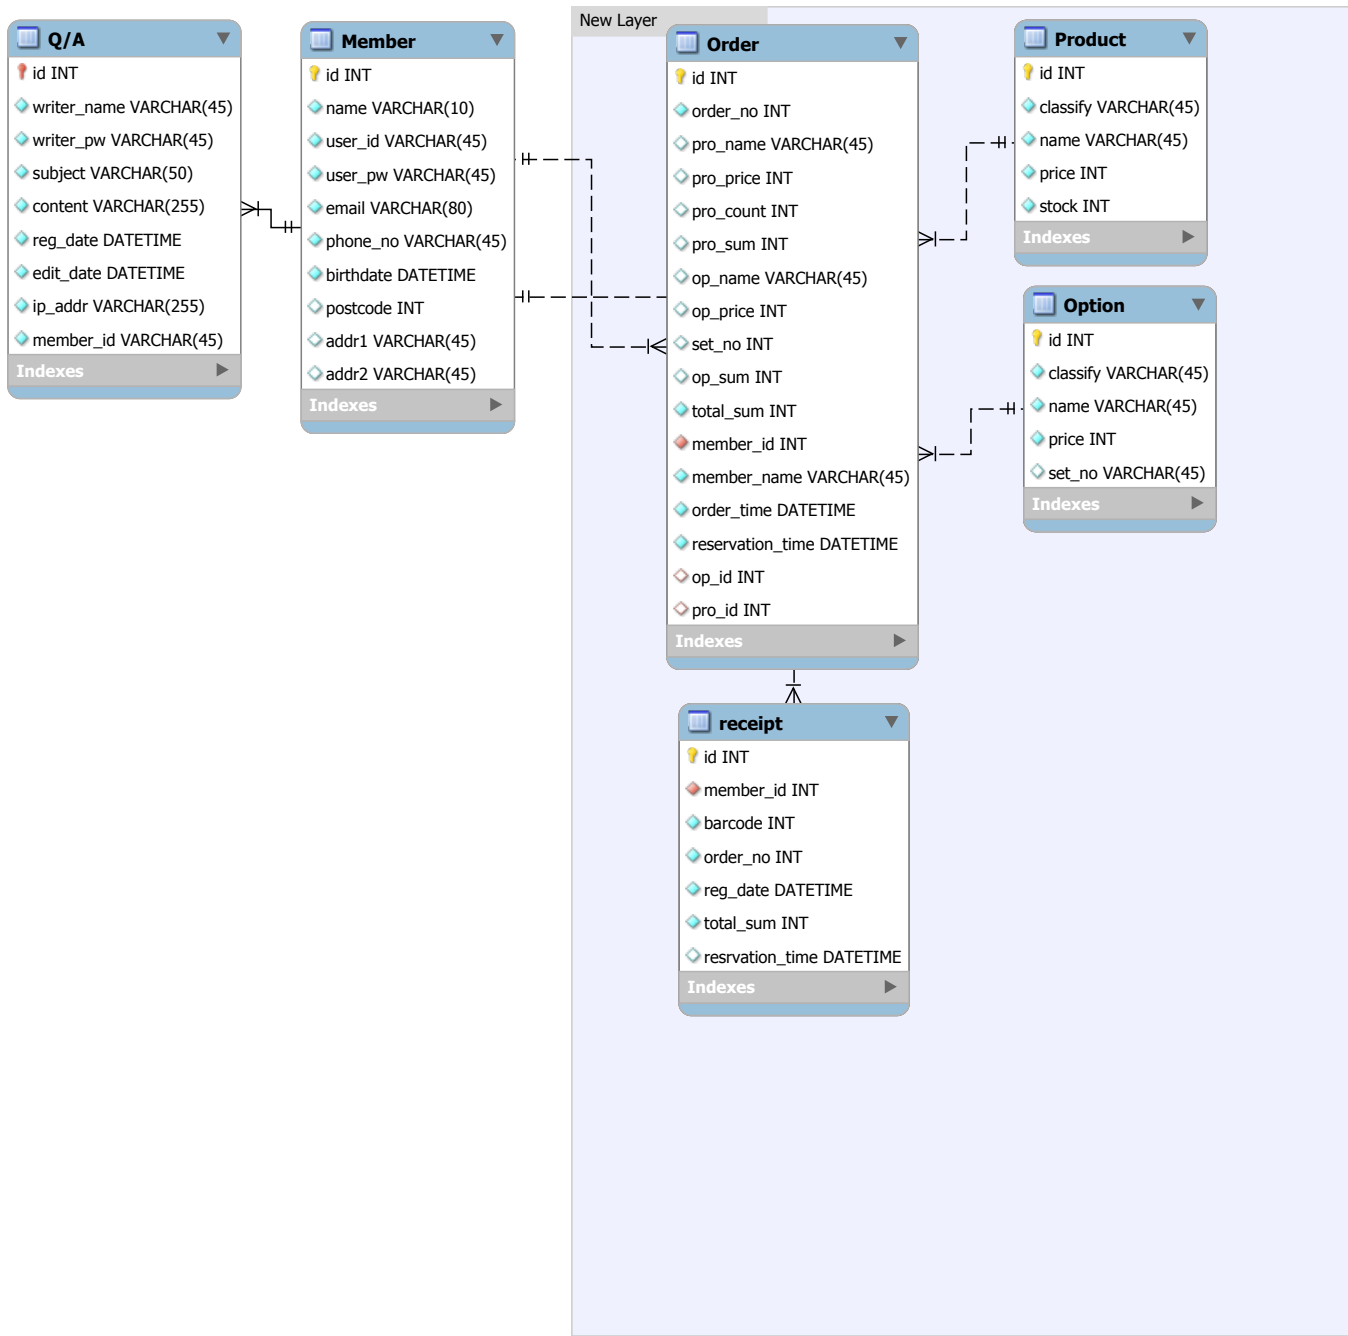 New Layer
Q/A
id INT
writer_name VARCHAR(45)
writer_pw VARCHAR(45)
subject VARCHAR(50)
content VARCHAR(255)
reg_date DATETIME
edit_date DATETIME
ip_addr VARCHAR(255)
member_id VARCHAR(45)
Indexes
Member
id INT
name VARCHAR(10)
user_id VARCHAR(45)
user_pw VARCHAR(45)
email VARCHAR(80)
phone_no VARCHAR(45)
birthdate DATETIME
postcode INT
addr1 VARCHAR(45)
addr2 VARCHAR(45)
Indexes
Order
id INT
order_no INT
pro_name VARCHAR(45)
pro_price INT
pro_count INT
pro_sum INT
op_name VARCHAR(45)
op_price INT
set_no INT
op_sum INT
total_sum INT
member_id INT
member_name VARCHAR(45)
order_time DATETIME
reservation_time DATETIME
op_id INT
pro_id INT
Indexes
Product
id INT
classify VARCHAR(45)
name VARCHAR(45)
price INT
stock INT
Indexes
Option
id INT
classify VARCHAR(45)
name VARCHAR(45)
price INT
set_no VARCHAR(45)
Indexes
receipt
id INT
member_id INT
barcode INT
order_no INT
reg_date DATETIME
total_sum INT
resrvation_time DATETIME
Indexes